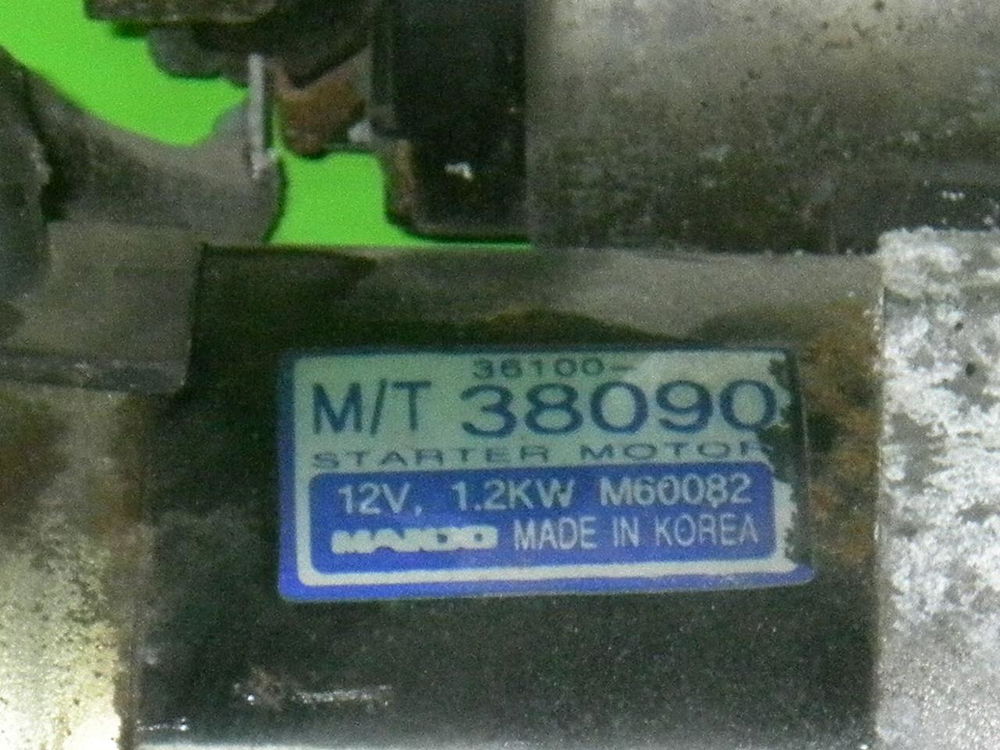 36100-
M/T 38090
STARTER MOTOR
12V, 1.2KW M60082
MANDO MADE IN KOREA